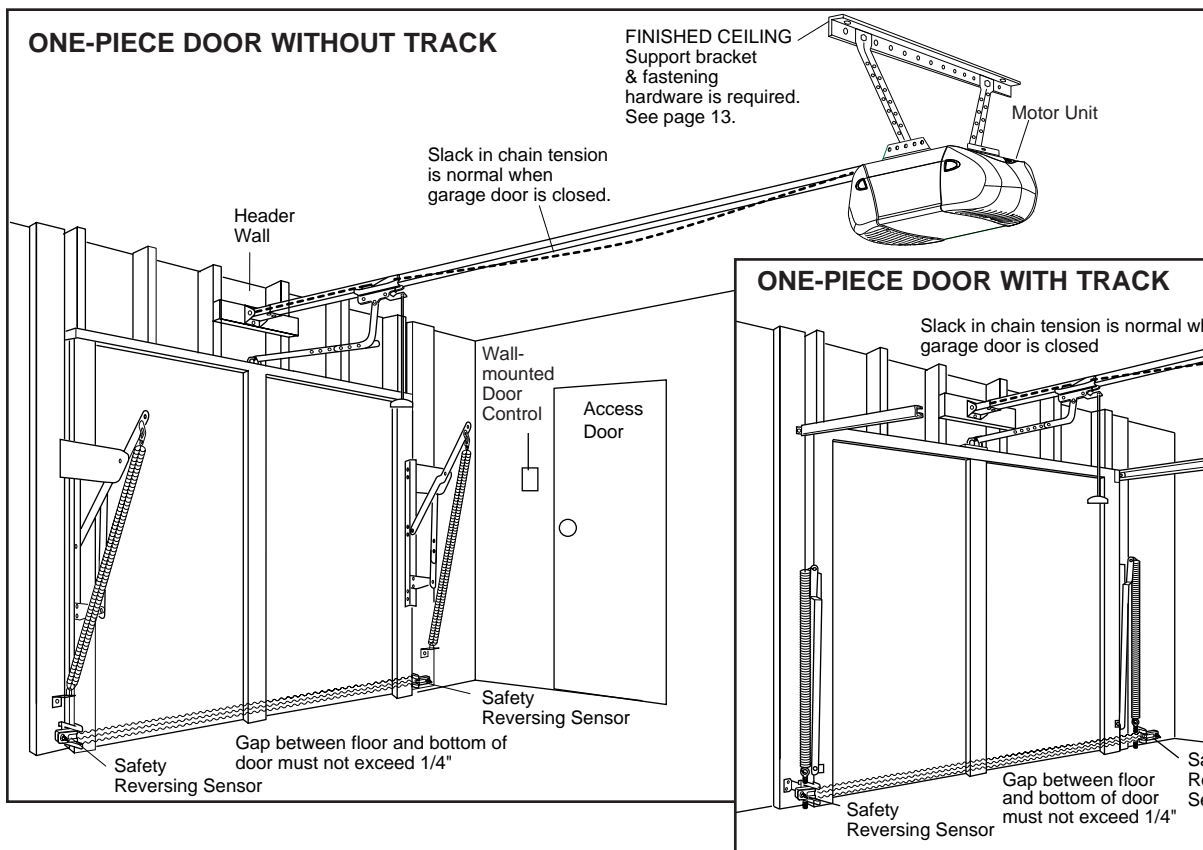 ONE-PIECE DOOR WITHOUT TRACK
FINISHED CEILING
Support bracket
& fastening
hardware is required.
See page 13.
Motor Unit
Slack in chain tension
is normal when
garage door is closed.
Header
Wall
Wall-
mounted
Door
Control
Access
Door
Safety
Reversing Sensor
Gap between floor and bottom of
door must not exceed 1/4"
Safety
Reversing Sensor
ONE-PIECE DOOR WITH TRACK
Slack in chain tension is normal wh
garage door is closed
Safety
Reversing Sensor
Gap between floor
and bottom of door
must not exceed 1/4"
Sa
Re
Se